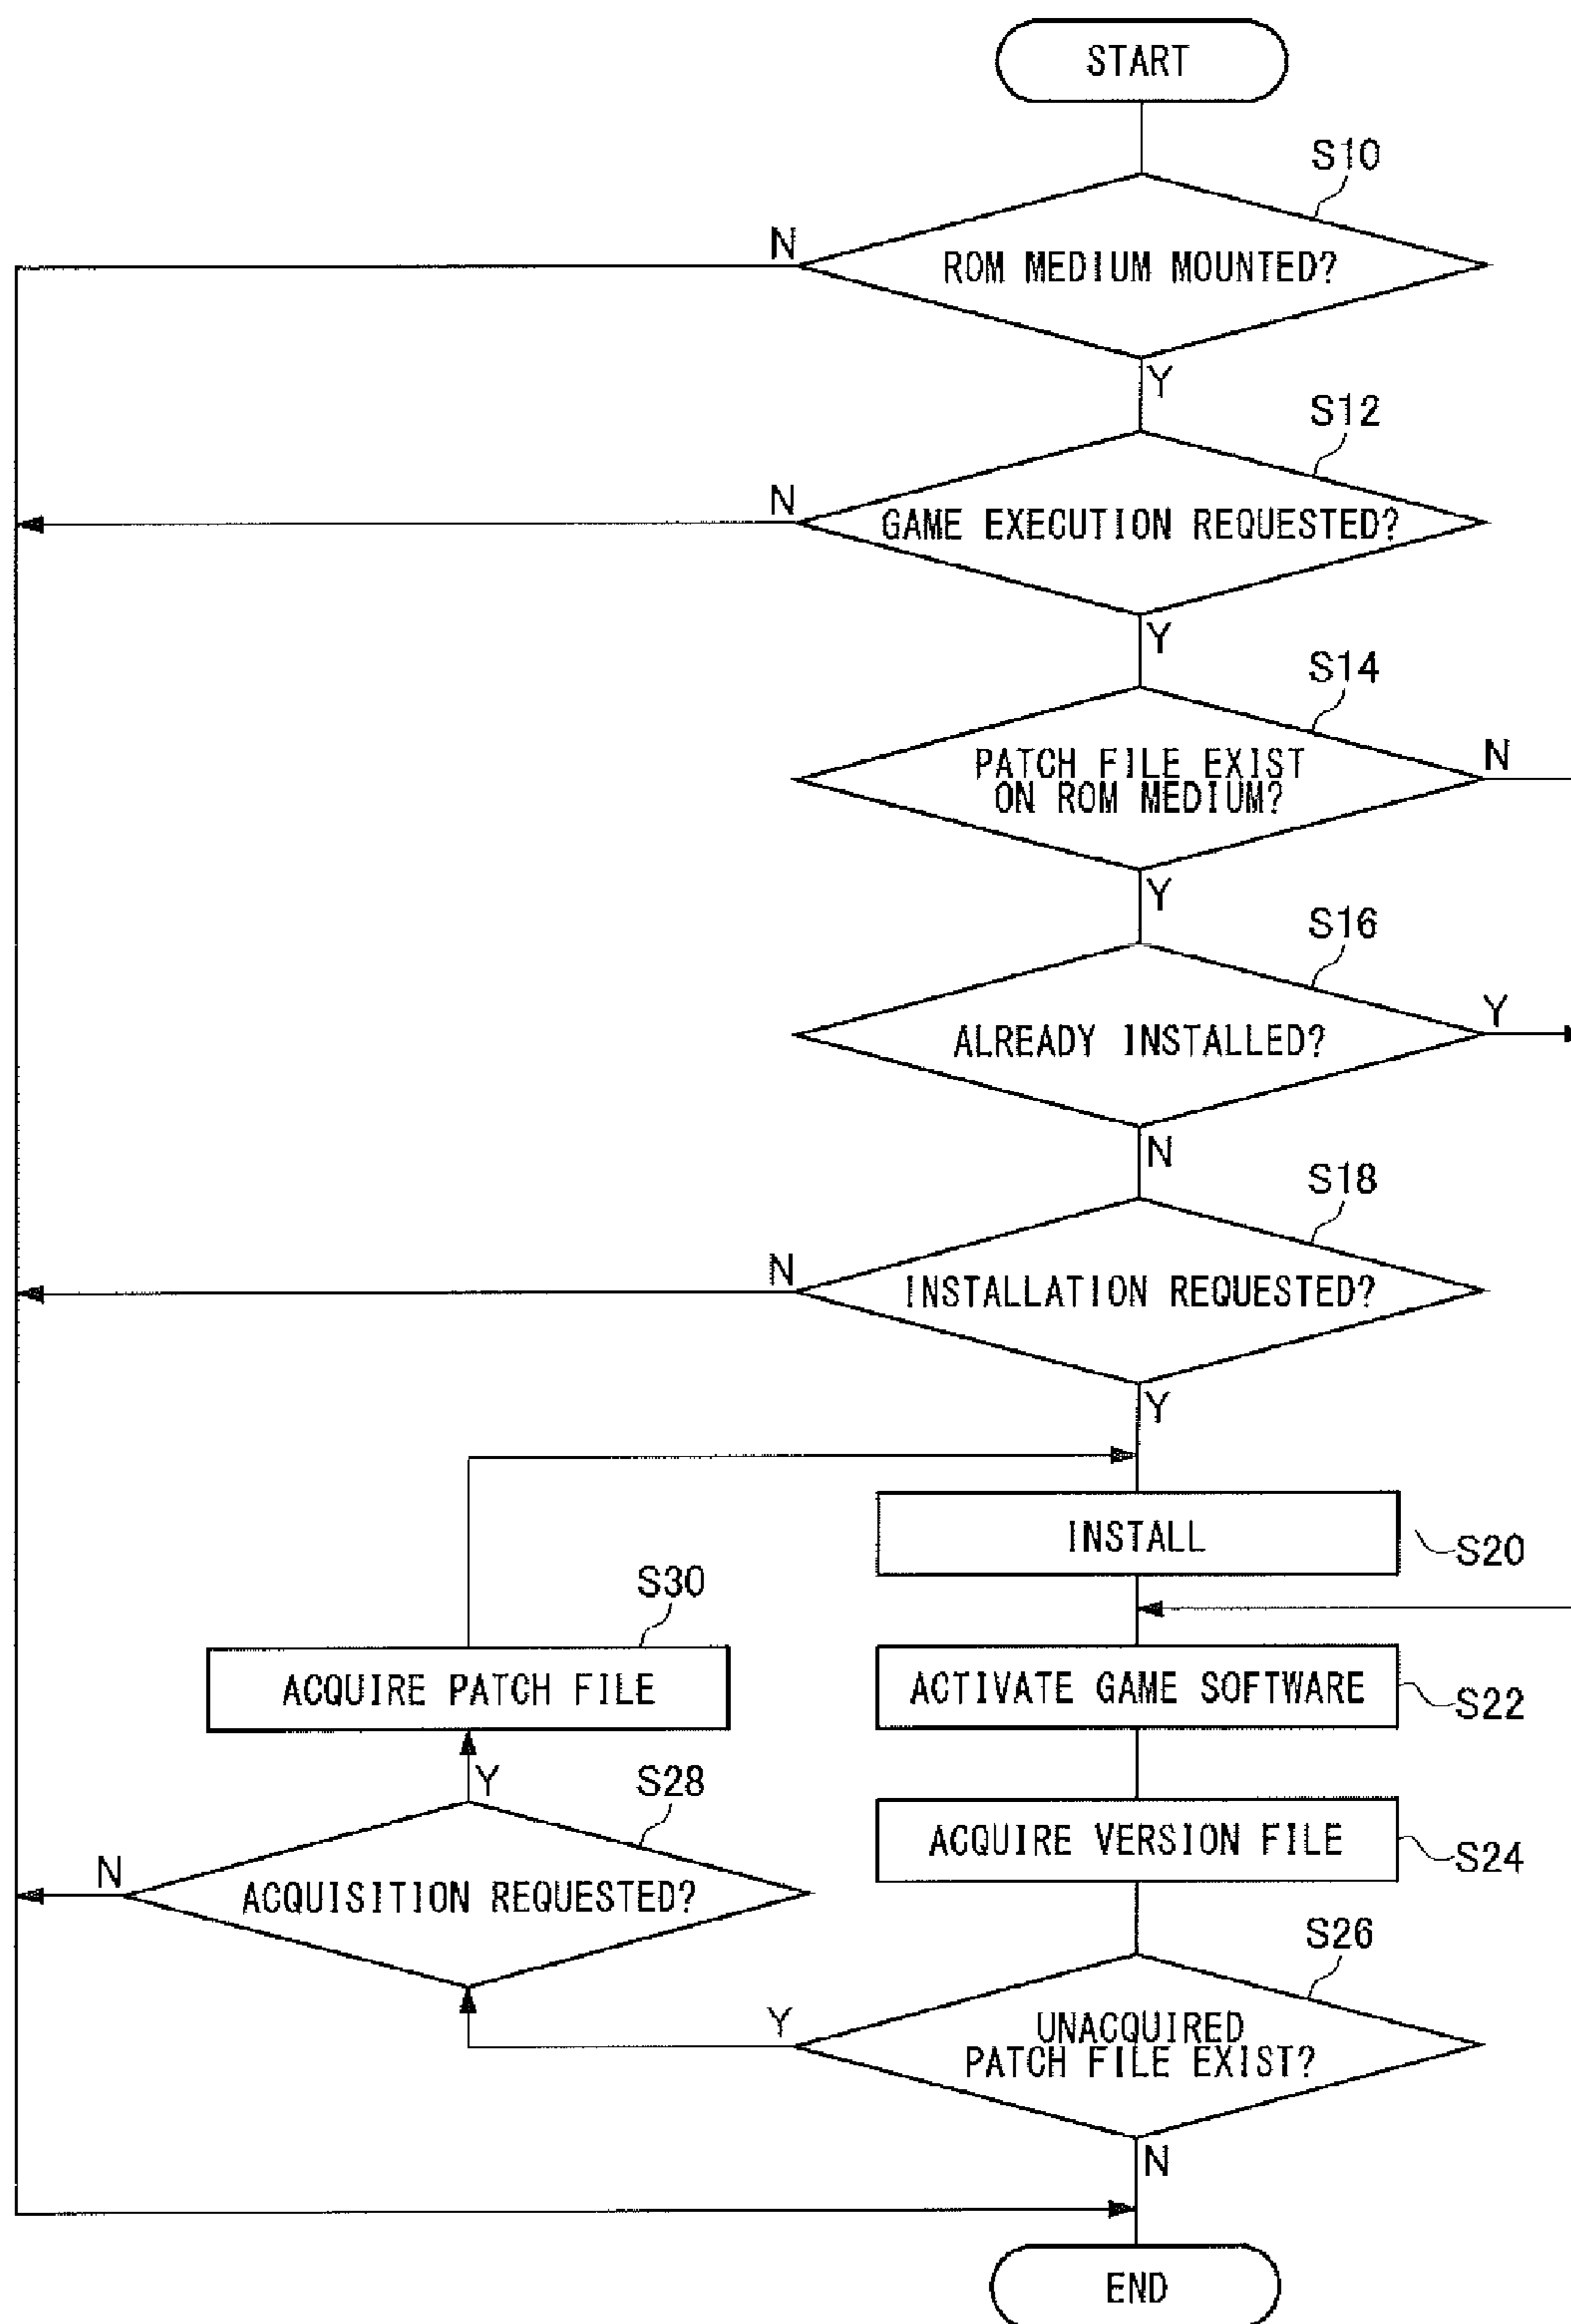 START
S10
N
ROM MEDIUM MOUNTED?
Y
S12
N
GAME EXECUTION REQUESTED?
Y
S14
PATCH FILE EXIST
ON ROM MEDIUM?
N
Y
S16
ALREADY INSTALLED?
Y
N
S18
N
INSTALLATION REQUESTED?
Y
INSTALL
S20
S30
ACQUIRE PATCH FILE
ACTIVATE GAME SOFTWARE
S22
Y
S28
N
ACQUISITION REQUESTED?
ACQUIRE VERSION FILE
S24
S26
Y
UNACQUIRED
PATCH FILE EXIST?
N
END